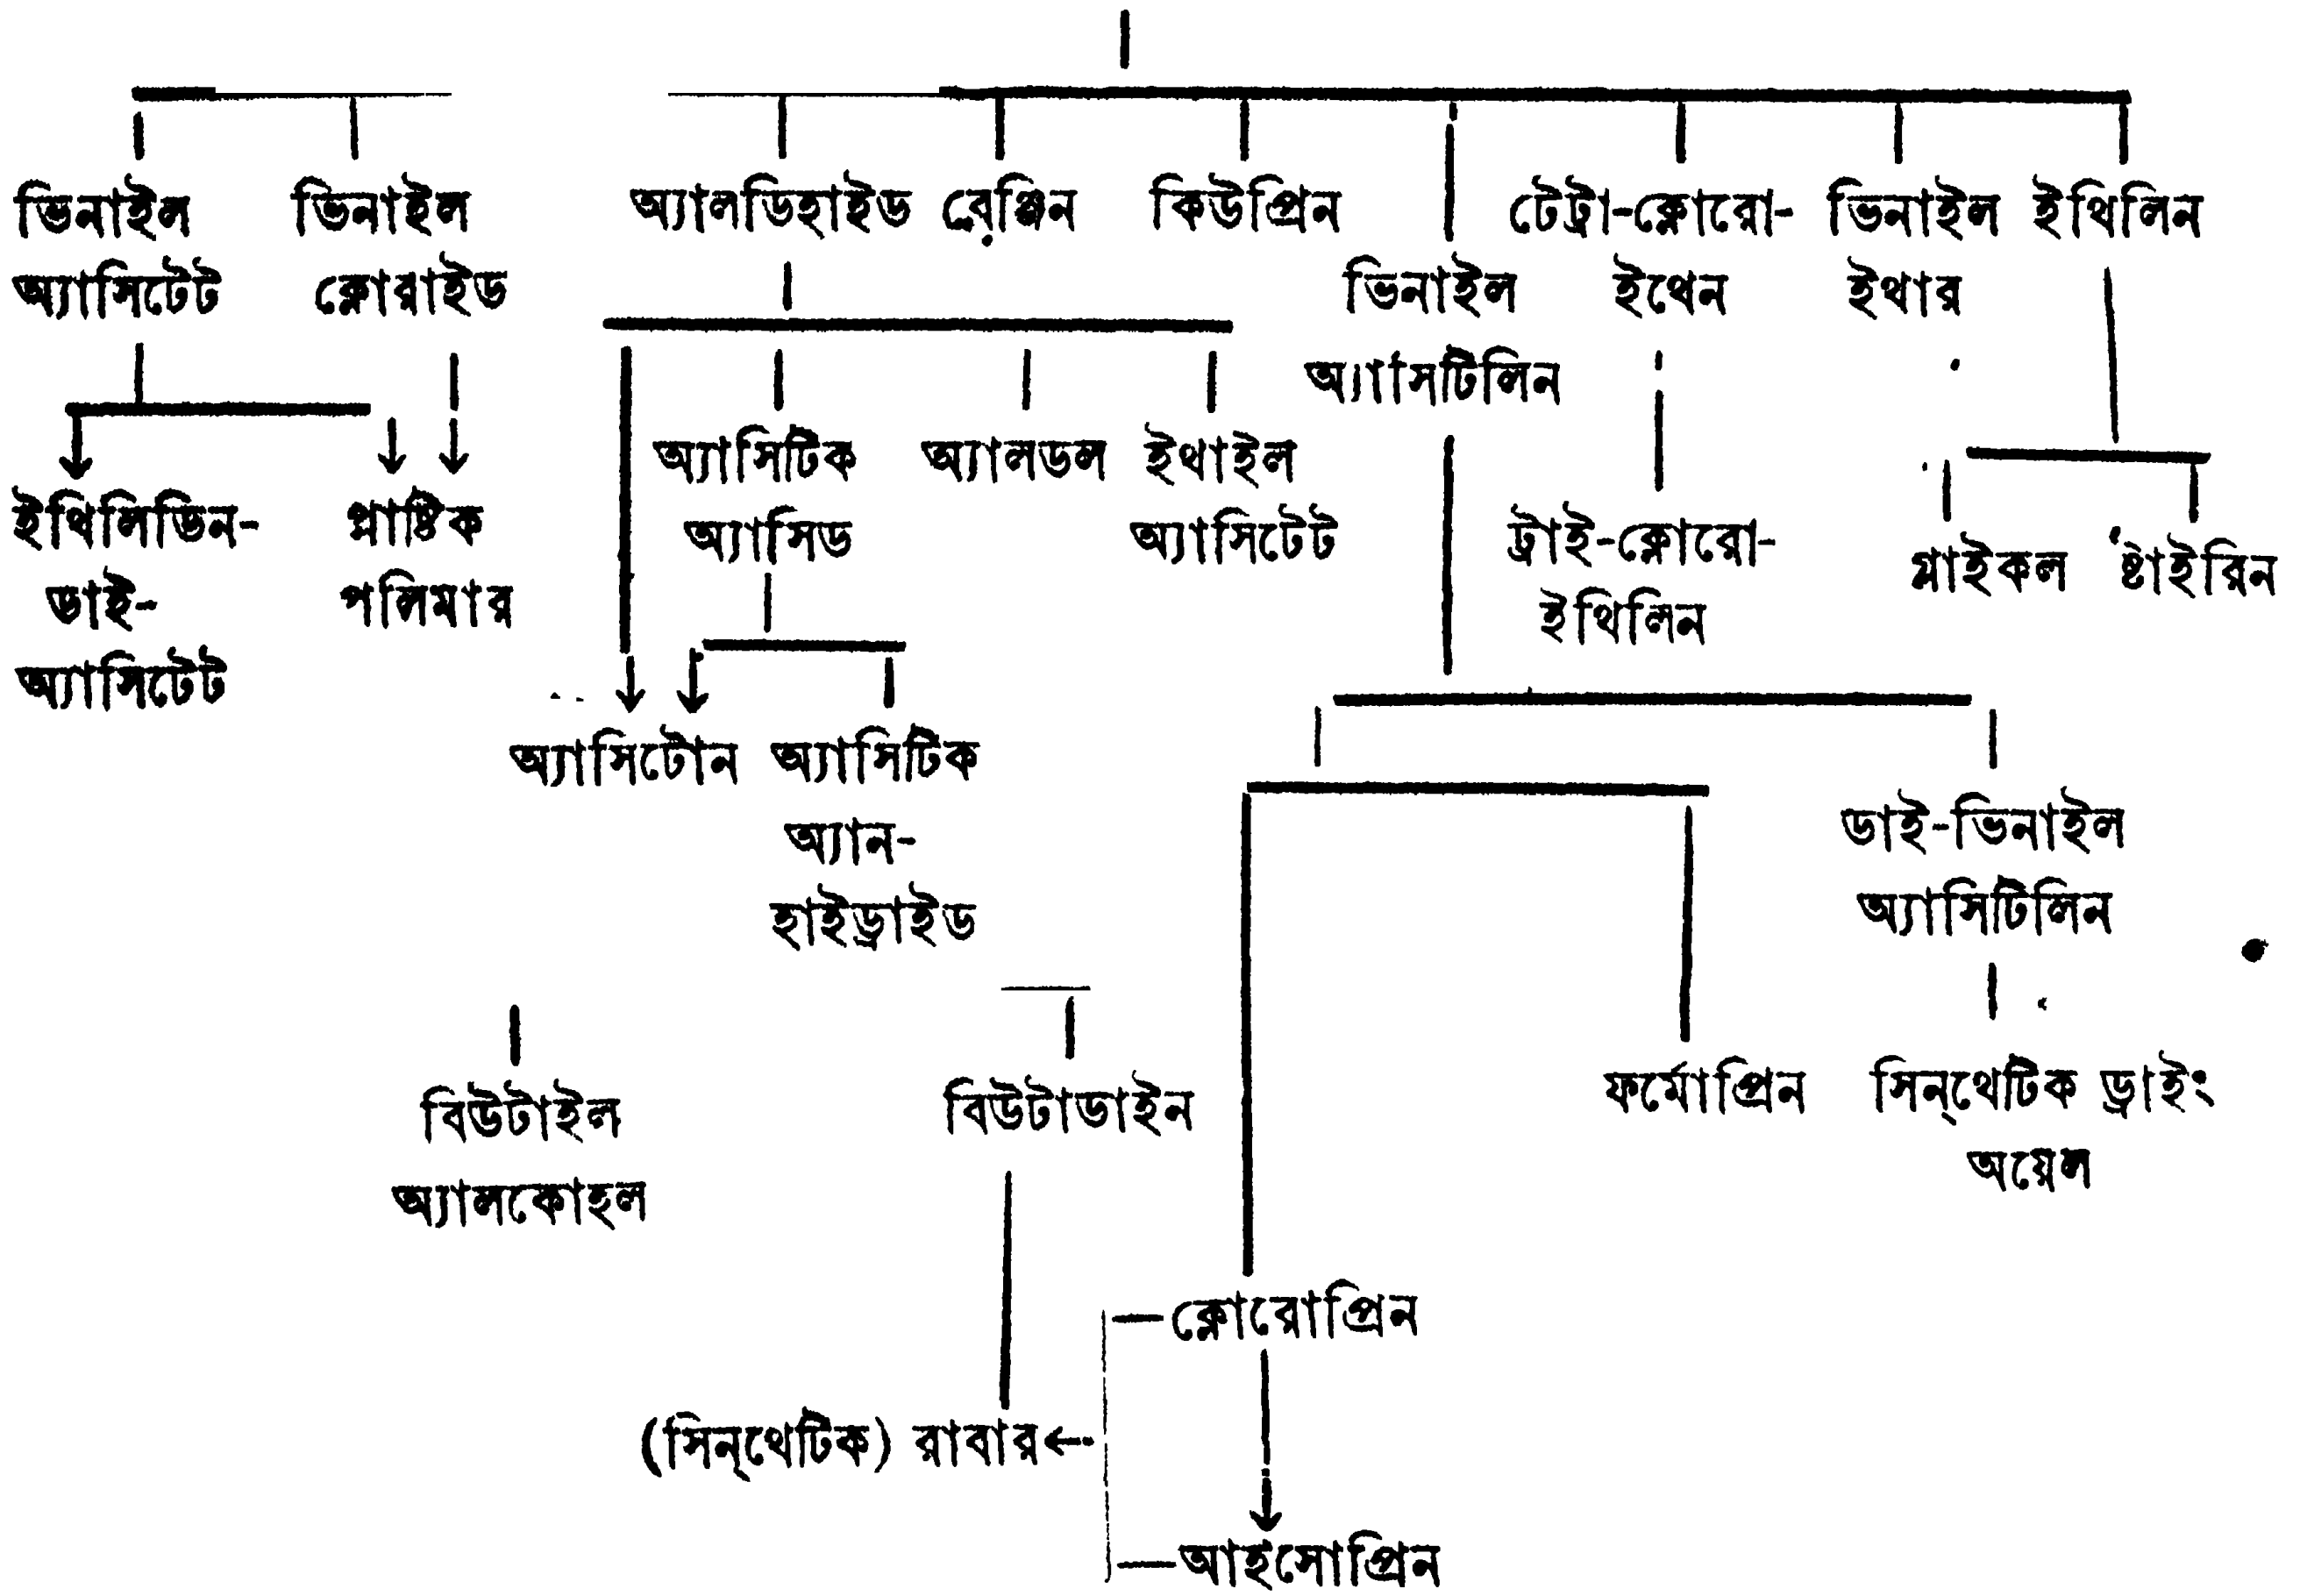 ভিনাইল ভিনাইল অ্যালডিহাইড বেঞ্জিন কিউপ্রিন টেট্রা-ক্লোরো- ভিনাইল ইথিলিন
অ্যাসিটেট ক্লোরাইড ভিনাইল ইথেন ইথার
অ্যাসিটিলিন
অ্যাসিটিক অ্যালডল ইথাইল
ইথিলিডিন- প্লাষ্টিক অ্যাসিড অ্যাসিটেট ট্রাই-ক্লোরো- গ্লাইকল ষ্টাইরিন
ডাই- পলিমার ইথিলিন
অ্যাসিটেট
অ্যাসিটোন অ্যাসিটিক
অ্যান- ডাই-ভিনাইল
হাইড্রাইড অ্যাসিটিলিন
বিউটাইল বিউটাডাইন ফর্মোপ্রিন সিন্‌থেটিক ড্রাইং
অ্যালকোহল অয়েল
ক্লোরোপ্রিন
(সিন্‌থেটিক) রাবার
আইসোপ্রিন